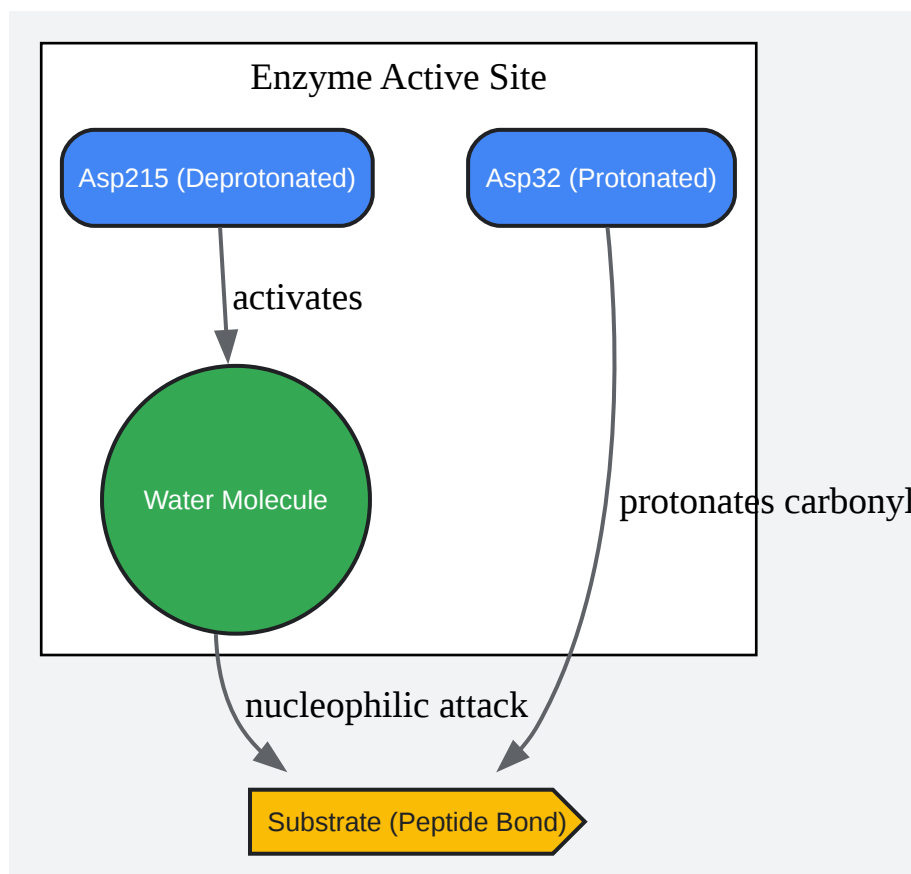 Enzyme Active Site
Asp215 (Deprotonated)
Asp32 (Protonated)
activates
Water Molecule
protonates carbonyl
nucleophilic attack
Substrate (Peptide Bond)